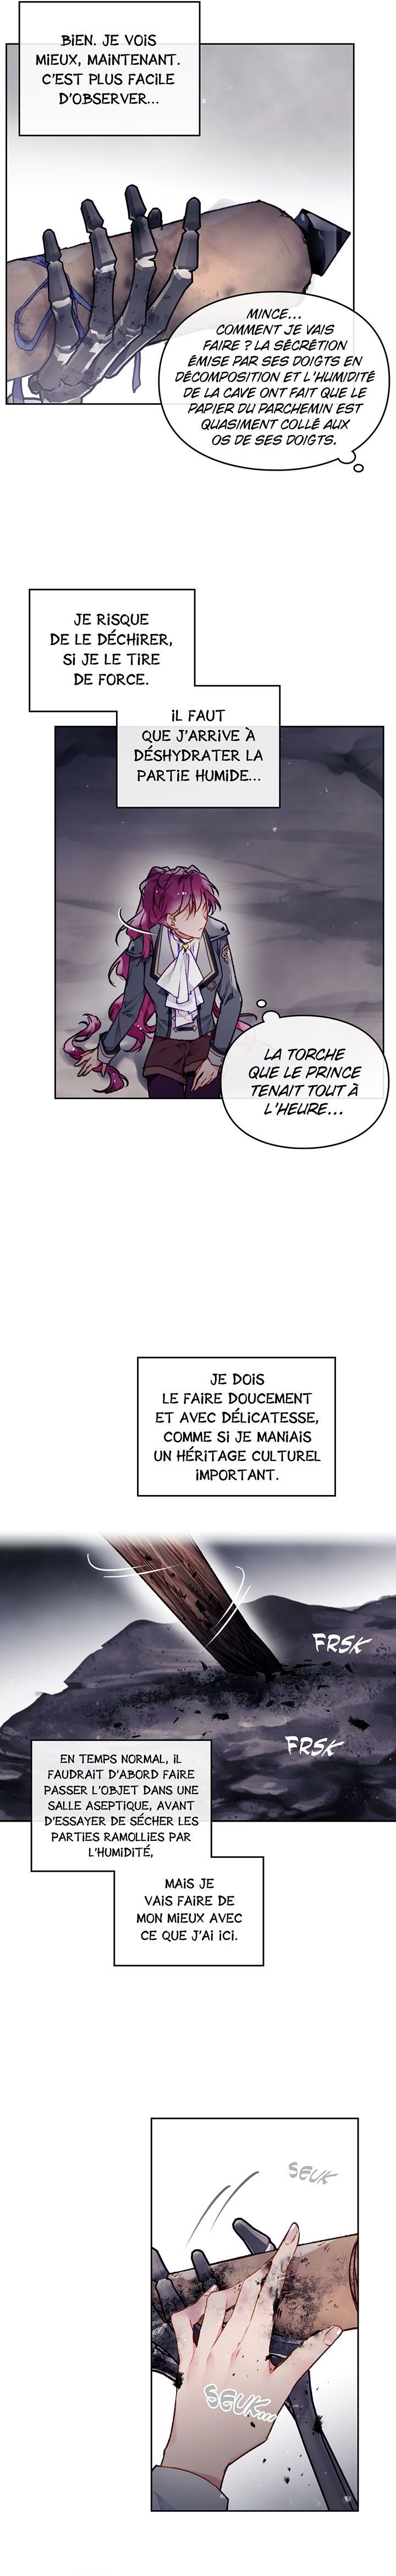 BIEN. JE VOIS
MIEUX, MAINTENANT.
C'EST PLUS FACILE
D'OBSERVER...
MINCE...
COMMENT JE VAIS
FAIRE ? LA SÉCRÉTION
ÉMISE PAR SES DOIGTS EN
DÉCOMPOSITION ET L'HUMIDITÉ
DE LA CAVE ONT FAIT QUE LE
PAPIER DU PARCHEMIN EST
QUASIMENT COLLÉ AUX
OS DE SES DOIGTS.
JE RISQUE
DE LE DÉCHIRER,
SI JE LE TIRE
DE FORCE.
IL FAUT
QUE J'ARRIVE À
DÉSHYDRATER LA
PARTIE HUMIDE...
LA TORCHE
QUE LE PRINCE
TENAIT TOUT À
L'HEURE...
JE DOIS
LE FAIRE DOUCEMENT
ET AVEC DÉLICATESSE,
COMME SI JE MANIAIS
UN HÉRITAGE CULTUREL
IMPORTANT.
FRSK
FRSK
EN TEMPS NORMAL, IL
FAUDRAIT D'ABORD FAIRE
PASSER L'OBJET DANS UNE
SALLE ASEPTIQUE, AVANT
D'ESSAYER DE SÉCHER LES
PARTIES RAMOLLIES PAR
L'HUMIDITÉ,
MAIS JE
VAIS FAIRE DE
MON MIEUX AVEC
CE QUE J'AI ICI.
SEUK
SEUK...